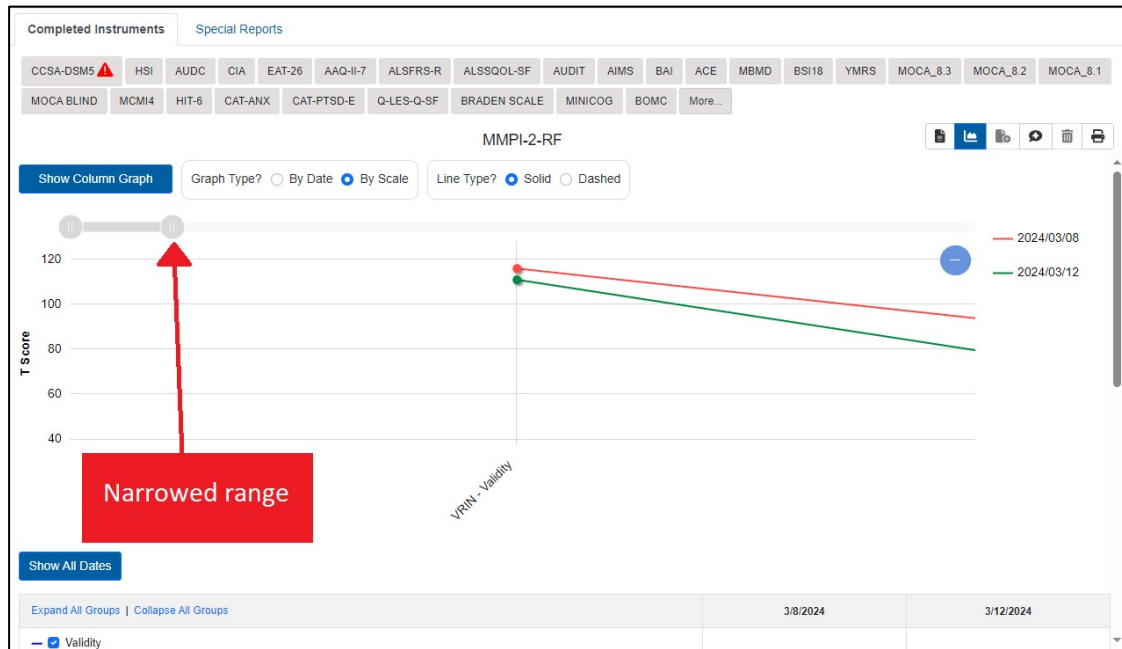 Completed Instruments Special Reports
CCSA-DSM5 HSI AUDC CIA EAT-26 AAQ-II-7 ALSFRS-R ALSSQOL-SF AUDIT AIMS BAI ACE MBMD BSI18 YMRS MOCA_8.3 MOCA_8.2 MOCA_8.1
MOCA BLIND MCMI4 HIT-6 CAT-ANX CAT-PTSD-E Q-LES-Q-SF BRADEN SCALE MINICOG BOMC More...
MMPI-2-RF
Show Column Graph Graph Type? By Date By Scale Line Type? Solid Dashed
2024/03/08
120
2024/03/12
100
T Score
80
60
40
Narrowed range
VRIN - Validity
Show All Dates
Expand All Groups | Collapse All Groups 3/8/2024 3/12/2024
Validity